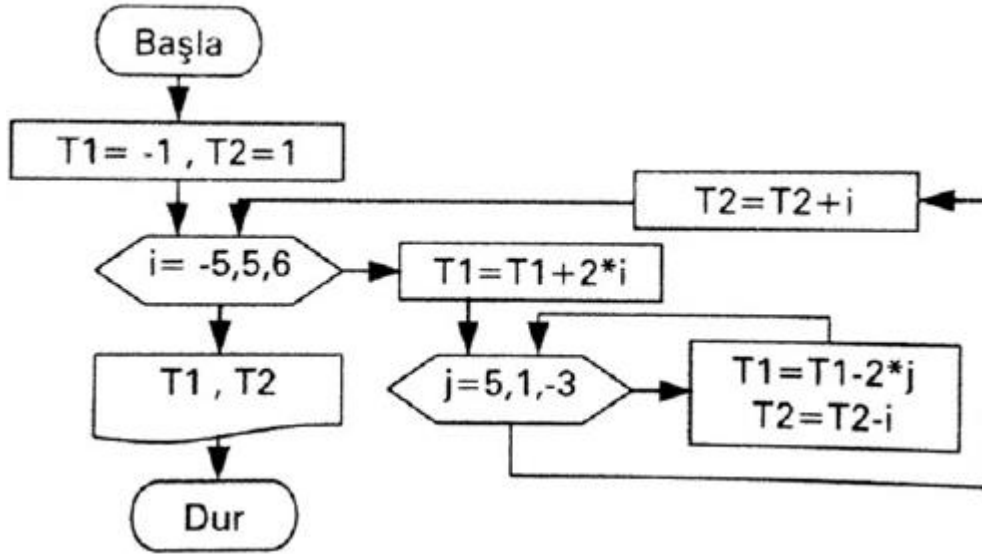 Başla
T1= -1 , T2=1
T2=T2+i
i= -5,5,6
T1=T1+2*i
T1 , T2
j=5,1,-3
T1=T1-2*j
T2=T2-i
Dur